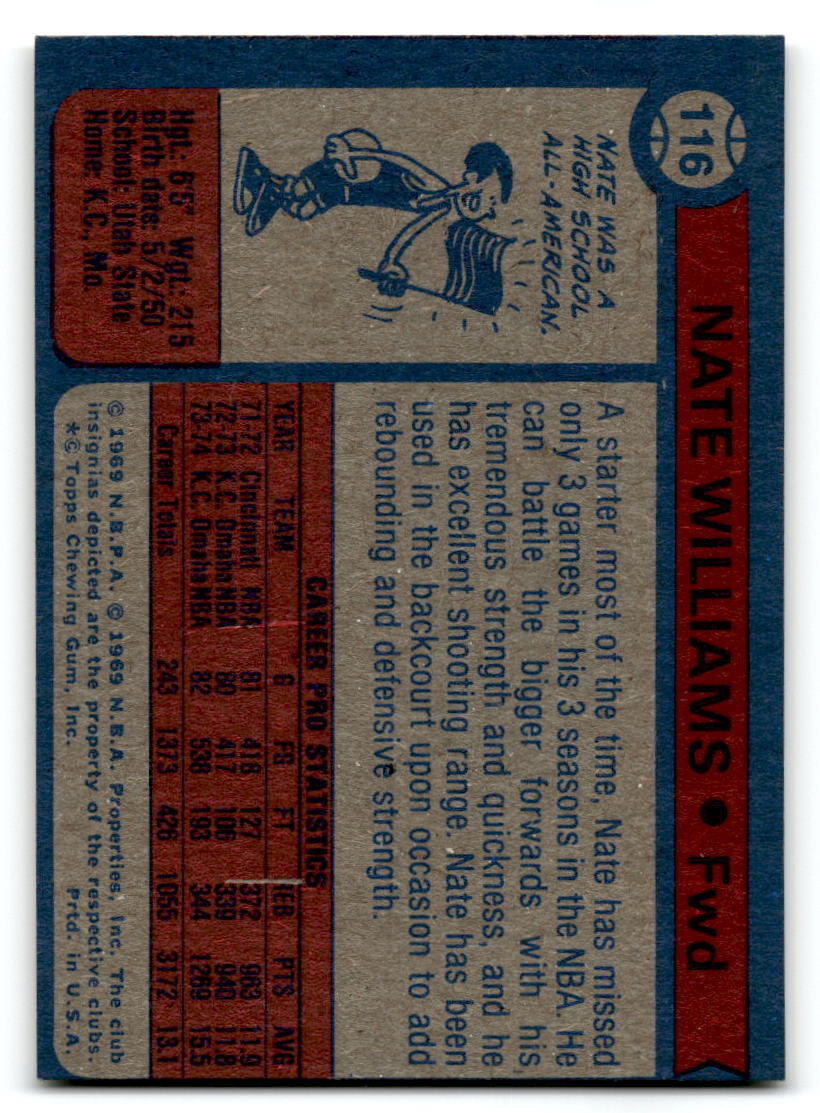 116
NATE WILLIAMS • Fwd
NATE WAS A
HIGH SCHOOL
ALL-AMERICAN.
Hgt.: 6'5" Wgt.: 215
Birth date: 5/2/50
School: Utah State
Home: K.C., Mo.
A starter most of the time, Nate has missed
only 3 games in his 3 seasons in the NBA. He
can battle the bigger forwards with his
tremendous strength and quickness, and he
has excellent shooting range. Nate has been
used in the backcourt upon occasion to add
rebounding and defensive strength.
CAREER PRO STATISTICS
YEAR TEAM G FG FT REB PTS AVG
71-72 Cincinnati NBA 81 418 127 372 963 11.9
72-73 K.C. Omaha NBA 80 417 106 339 940 11.8
73-74 K.C. Omaha NBA 82 538 193 344 1269 15.5
Career Totals 243 1373 426 1055 3172 13.1
© 1969 N.B.P.A. © 1969 N.B.A. Properties, Inc. The club
insignias depicted are the property of the respective clubs.
*© Topps Chewing Gum, Inc. Prtd. in U.S.A.